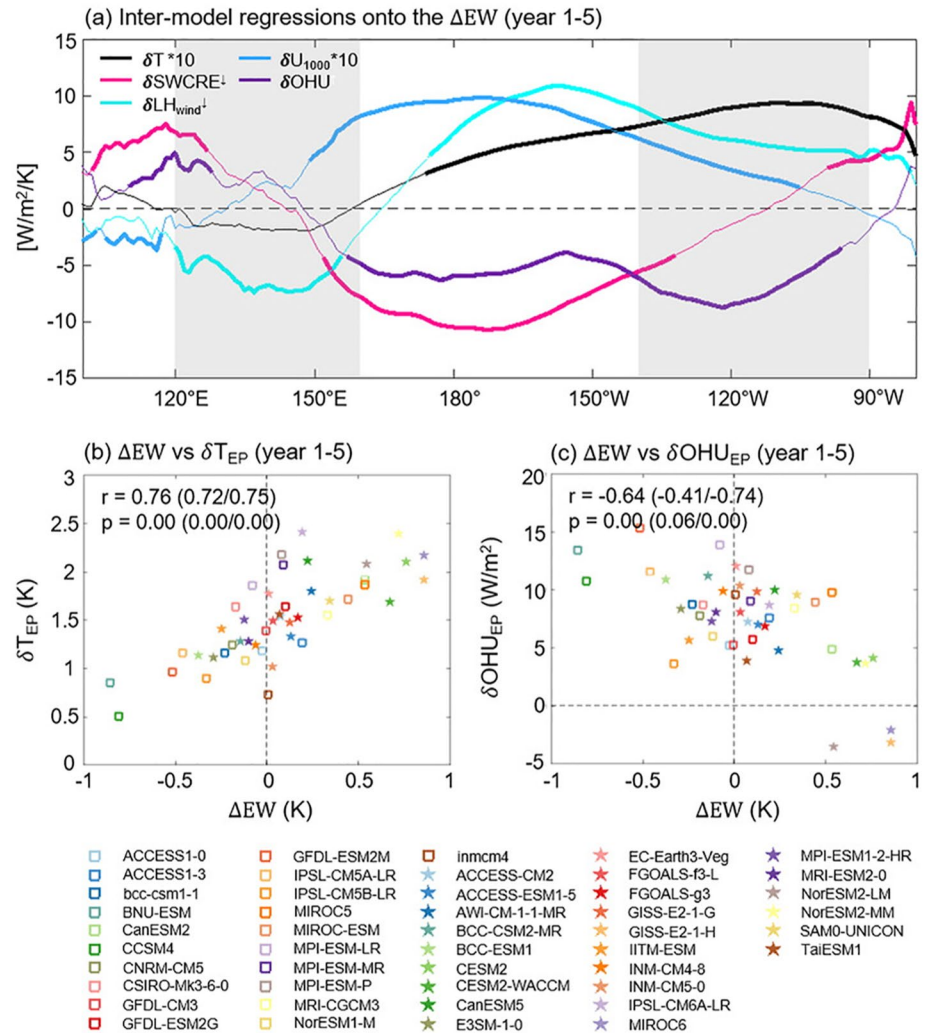 (a) Inter-model regressions onto the ΔEW (year 1-5)
[W/m²/K]
15
10
5
0
-5
-10
-15
δT *10
δSWCRE↓
δLHwind↓
δU1000*10
δOHU
120°E
150°E
180°
150°W
120°W
90°W
(b) ΔEW vs δTEP (year 1-5)
r = 0.76 (0.72/0.75)
p = 0.00 (0.00/0.00)
δTEP (K)
3
2.5
2
1.5
1
0.5
0
-1
-0.5
0
0.5
1
ΔEW (K)
(c) ΔEW vs δOHUEP (year 1-5)
r = -0.64 (-0.41/-0.74)
p = 0.00 (0.06/0.00)
δOHUEP (W/m²)
20
15
10
5
0
-5
-1
-0.5
0
0.5
1
ΔEW (K)
ACCESS1-0
ACCESS1-3
bcc-csm1-1
BNU-ESM
CanESM2
CCSM4
CNRM-CM5
CSIRO-Mk3-6-0
GFDL-CM3
GFDL-ESM2G
GFDL-ESM2M
IPSL-CM5A-LR
IPSL-CM5B-LR
MIROC5
MIROC-ESM
MPI-ESM-LR
MPI-ESM-MR
MPI-ESM-P
MRI-CGCM3
NorESM1-M
inmcm4
ACCESS-CM2
ACCESS-ESM1-5
AWI-CM-1-1-MR
BCC-CSM2-MR
BCC-ESM1
CESM2
CESM2-WACCM
CanESM5
E3SM-1-0
EC-Earth3-Veg
FGOALS-f3-L
FGOALS-g3
GISS-E2-1-G
GISS-E2-1-H
IITM-ESM
INM-CM4-8
INM-CM5-0
IPSL-CM6A-LR
MIROC6
MPI-ESM1-2-HR
MRI-ESM2-0
NorESM2-LM
NorESM2-MM
SAM0-UNICON
TaiESM1